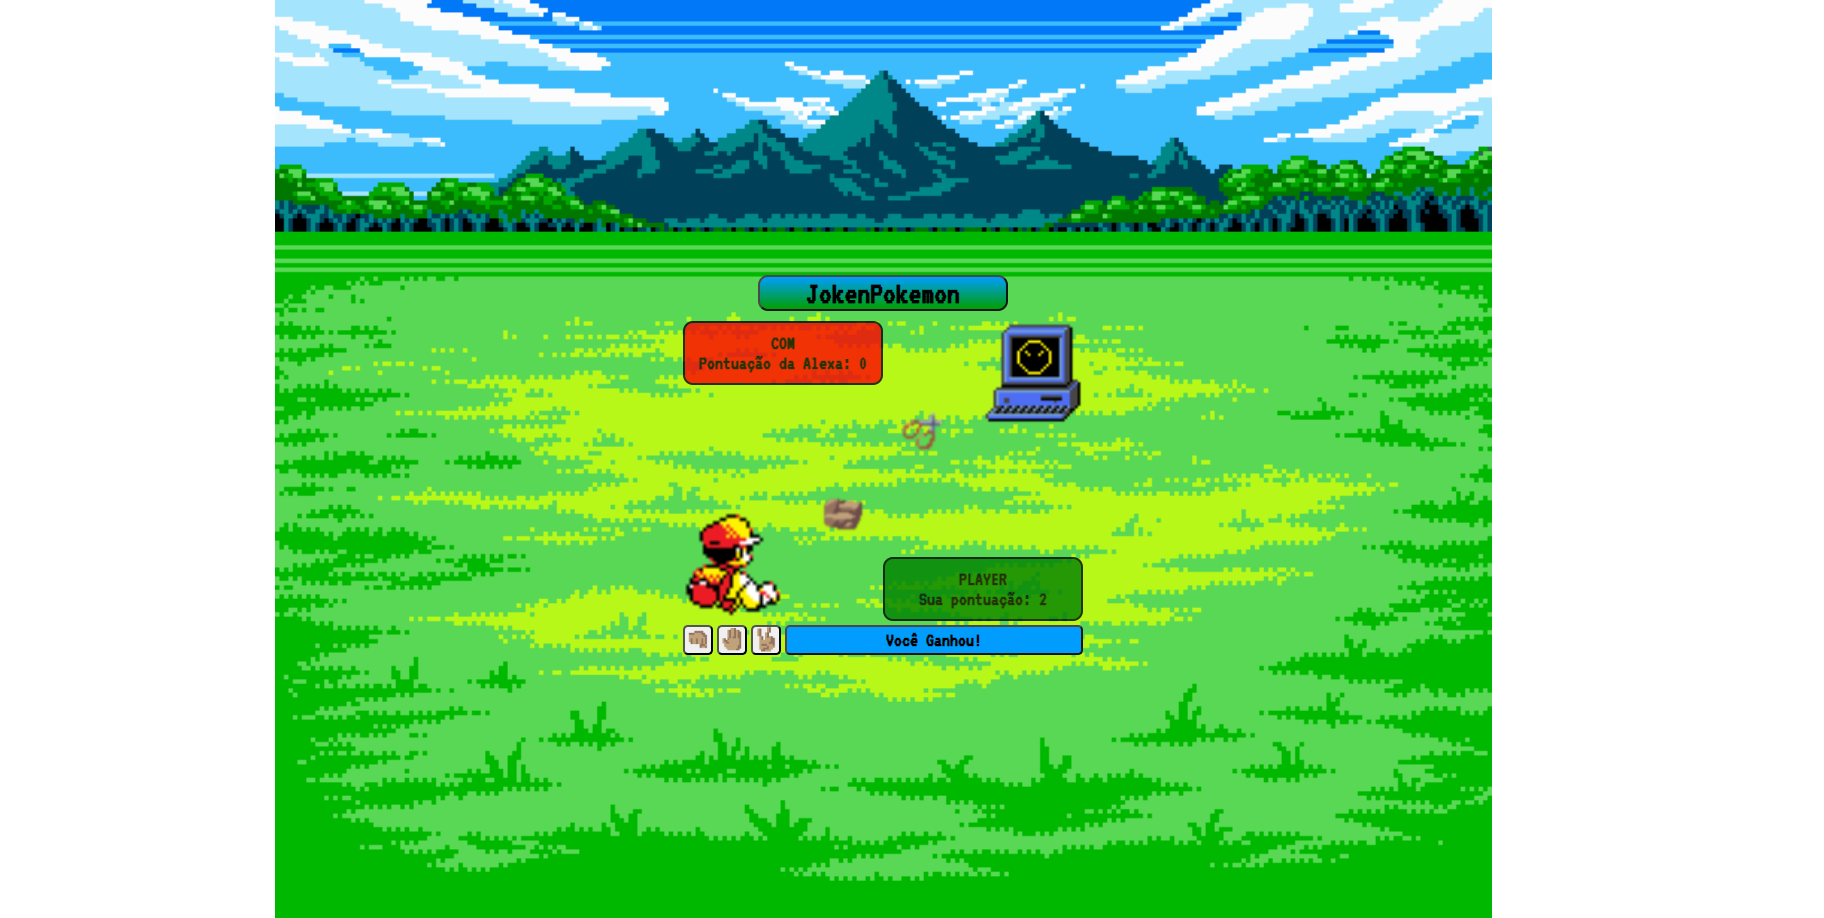 JokenPokemon
COM
Pontuação da Alexa: 0
PLAYER
Sua pontuação: 2
Você Ganhou!